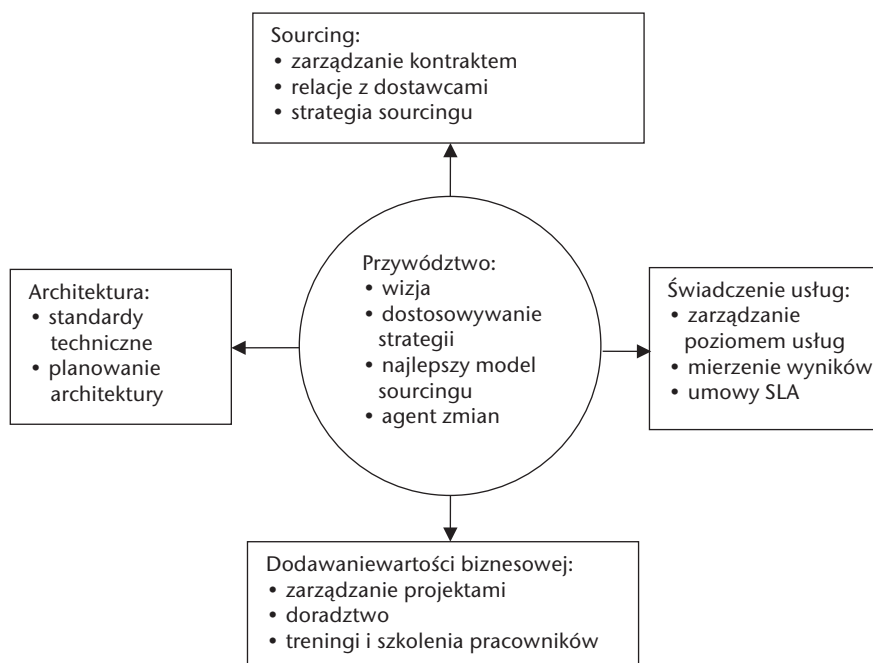 Sourcing:
• zarządzanie kontraktem
• relacje z dostawcami
• strategia sourcingu
Architektura:
• standardy
techniczne
• planowanie
architektury
Przywództwo:
• wizja
• dostosowywanie
strategii
• najlepszy model
sourcingu
• agent zmian
Świadczenie usług:
• zarządzanie
poziomem usług
• mierzenie wyników
• umowy SLA
Dodawaniewartości biznesowej:
• zarządzanie projektami
• doradztwo
• treningi i szkolenia pracowników